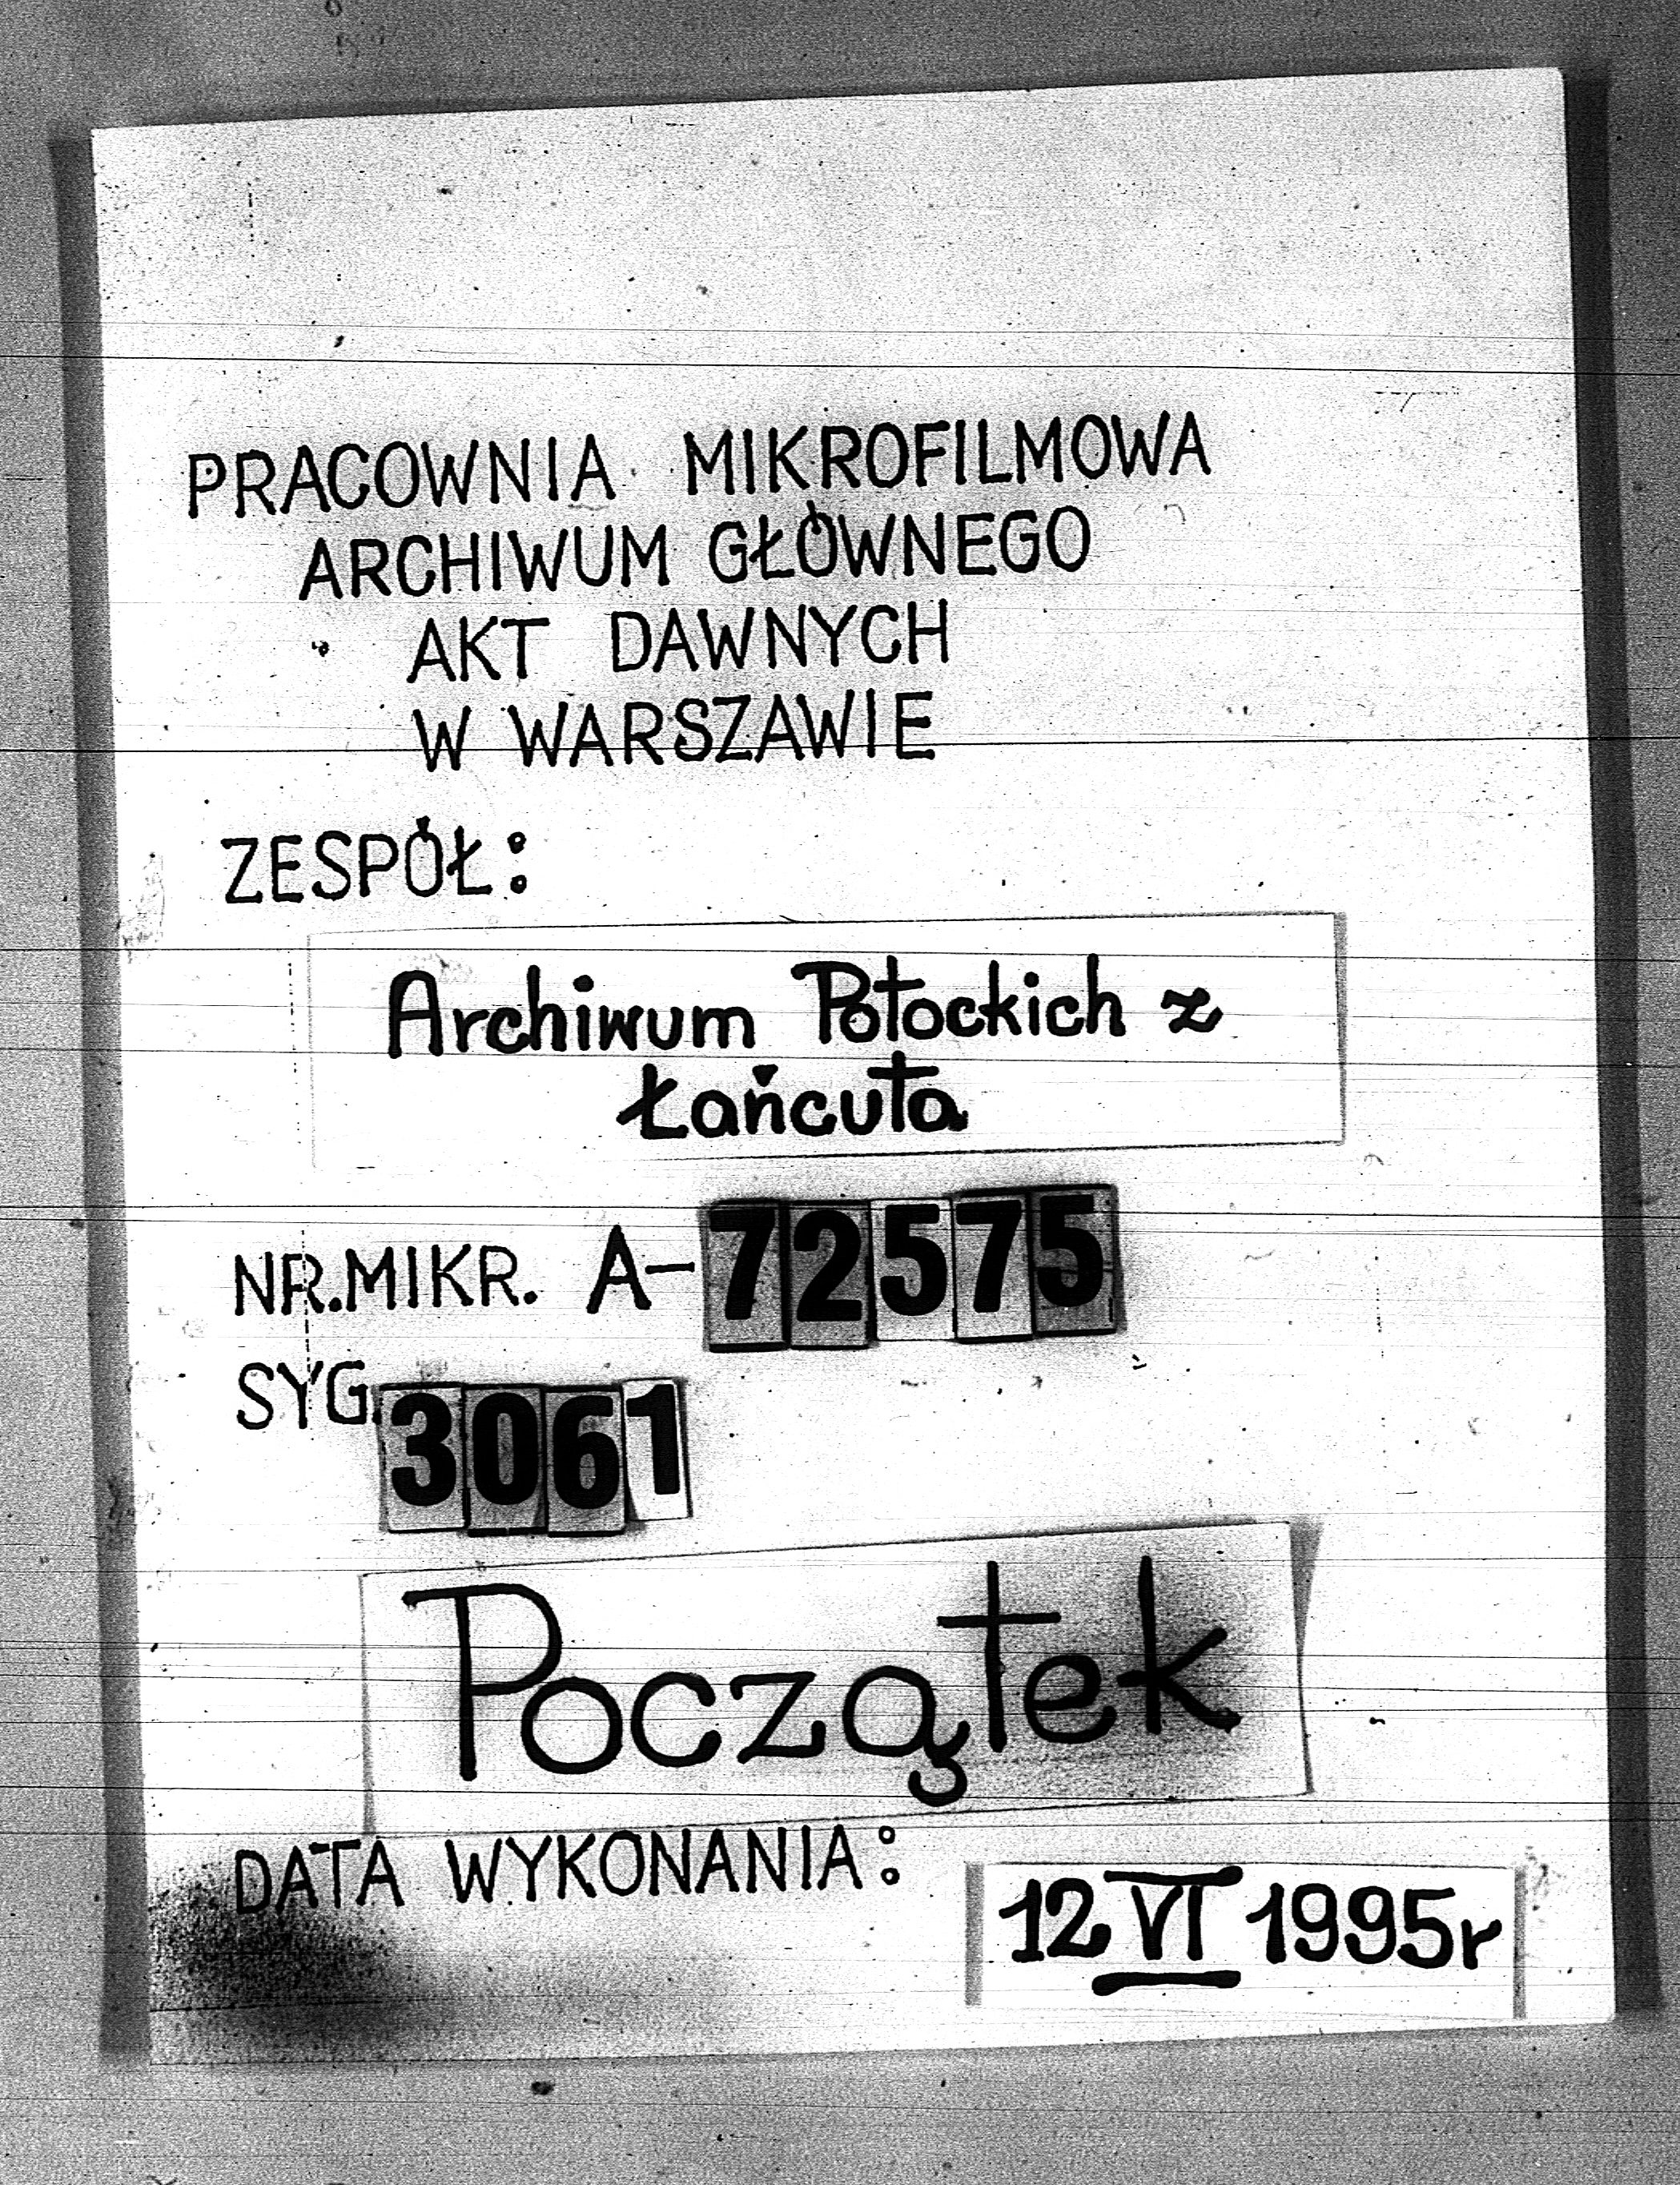 PRACOWNIA MIKROFILMOWA
ARCHIWUM GŁÓWNEGO
AKT DAWNYCH
W WARSZAWIE
ZESPÓŁ:
Archiwum Potockich z
Łańcuta
NR.MIKR. A-72575
SYG.3061
Początek
DATA WYKONANIA:
12 VI 1995r